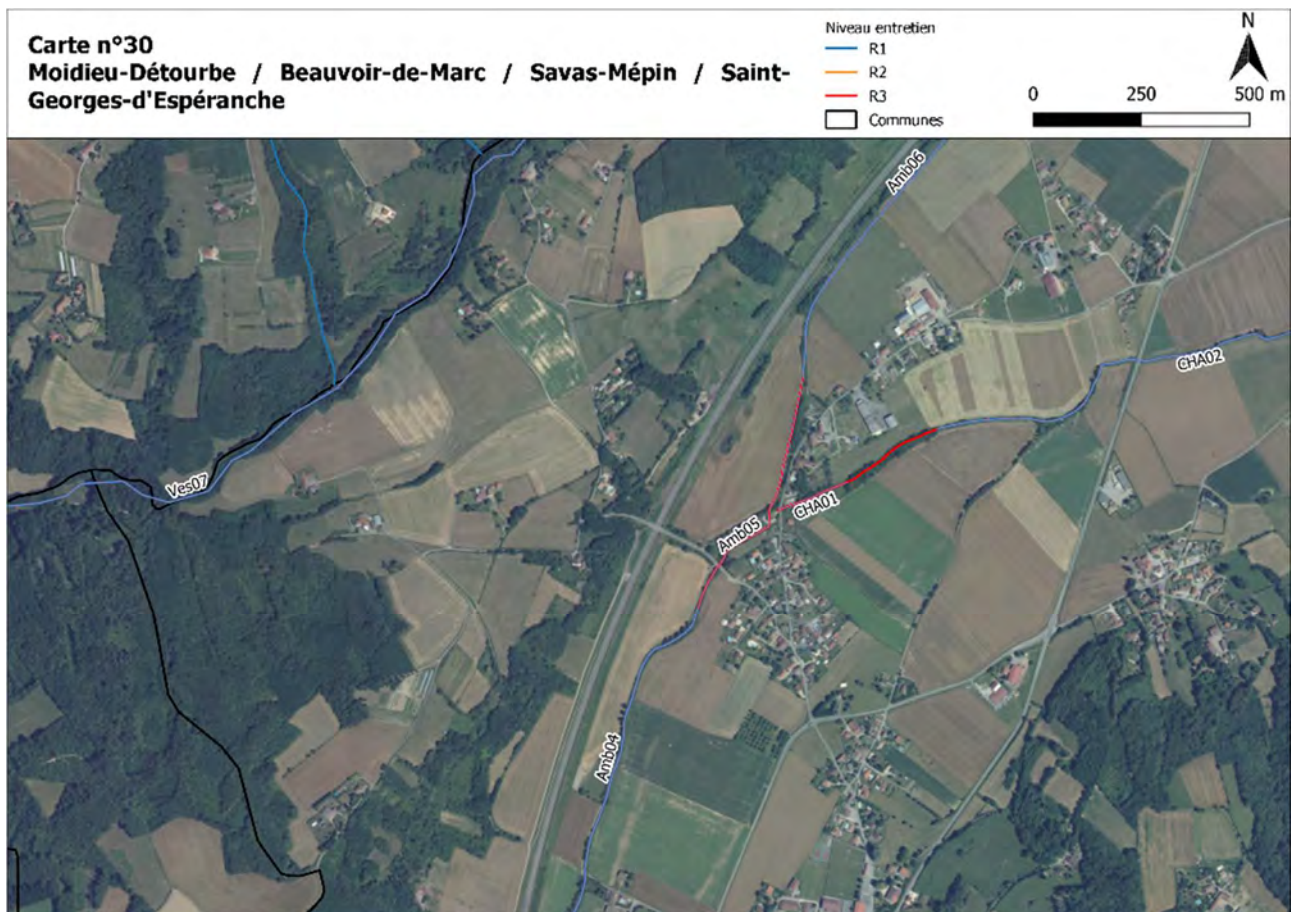 Carte n°30
Moidieu-Détourbe / Beauvoir-de-Marc / Savas-Mépin / Saint-
Georges-d'Espéranche
Niveau entretien
R1
R2
R3
Communes
N
0 250 500 m
Amb06
CHA02
Ves07
CHA01
Amb05
Amb04